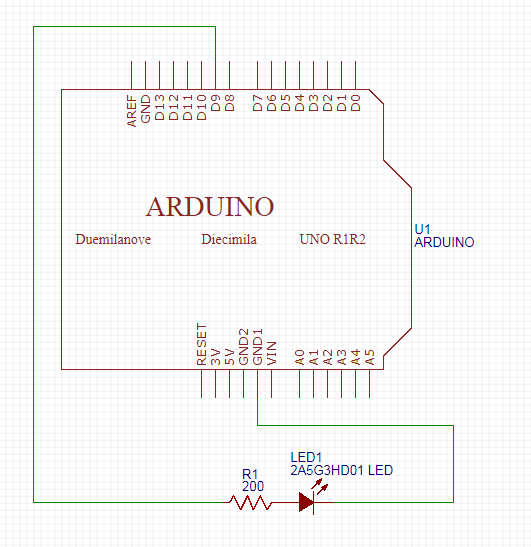 AREF
GND
D13
D12
D11
D10
D9
D8
D7
D6
D5
D4
D3
D2
D1
D0
ARDUINO
Duemilanove Diecimila UNO R1R2
U1
ARDUINO
RESET
3V
5V
GND2
GND1
VIN
A0
A1
A2
A3
A4
A5
LED1
2A5G3HD01 LED
R1
200